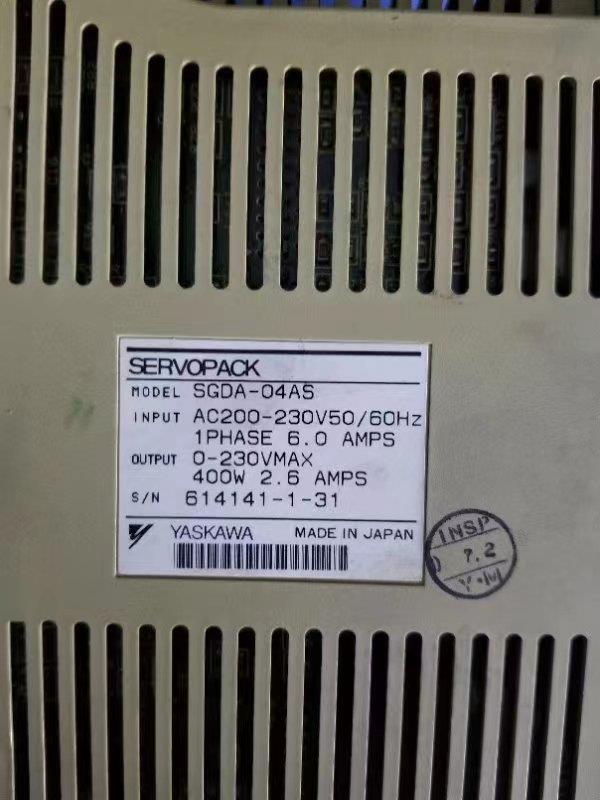 SERVOPACK
MODEL SGDA-04AS
INPUT AC200-230V50/60Hz
1PHASE 6.0 AMPS
OUTPUT 0-230VMAX
400W 2.6 AMPS
S/N 614141-1-31
YASKAWA MADE IN JAPAN
INSP
7.2
Y.M